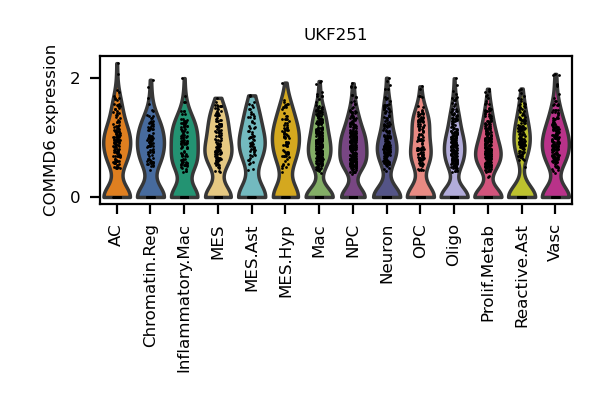 UKF251
COMMD6 expression
2
0
AC
Chromatin.Reg
Inflammatory.Mac
MES
MES.Ast
MES.Hyp
Mac
NPC
Neuron
OPC
Oligo
Prolif.Metab
Reactive.Ast
Vasc